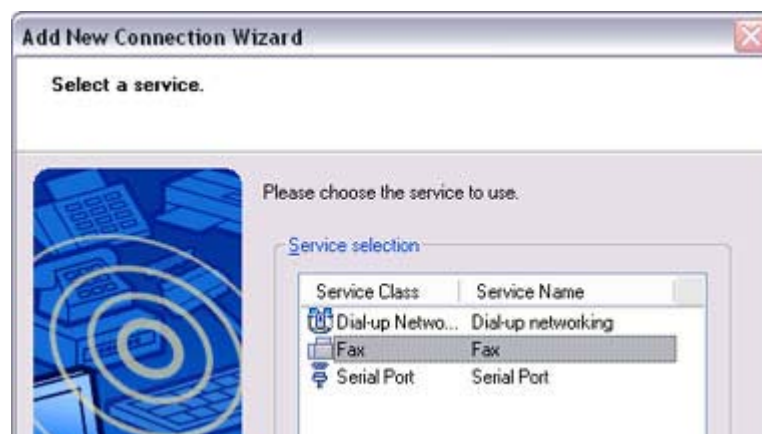 Add New Connection Wizard
Select a service.
Please choose the service to use.
Service selection
Service Class Service Name
Dial-up Netwo... Dial-up networking
Fax Fax
Serial Port Serial Port